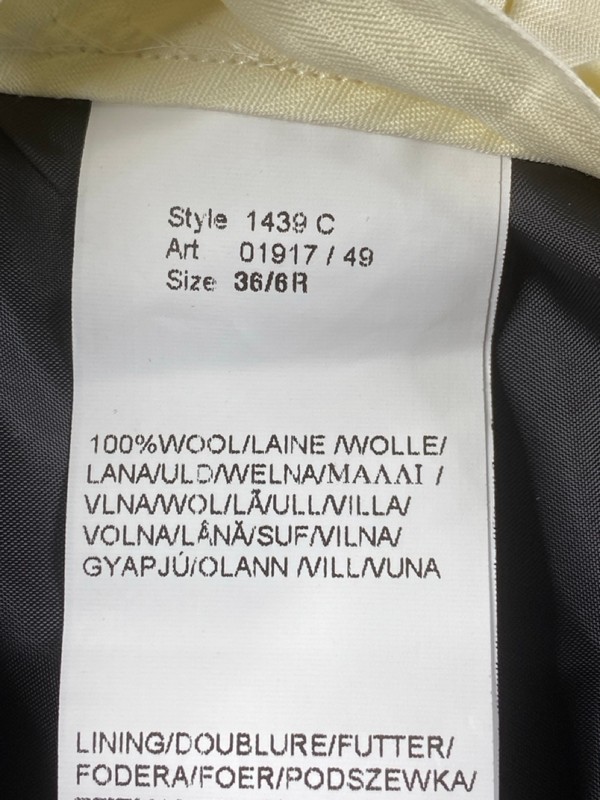 Style 1439 C
Art 01917 / 49
Size 36/6R
100%WOOL/LAINE /WOLLE/
LANA/ULD/WELNA/ΜΑΛΛΙ /
VLNA/WOL/LÃ/ULL/VILLA/
VOLNA/LÂNĂ/SUF/VILNA/
GYAPJÚ/OLANN /VILL/VUNA
LINING/DOUBLURE/FUTTER/
FODERA/FOER/PODSZEWKA/